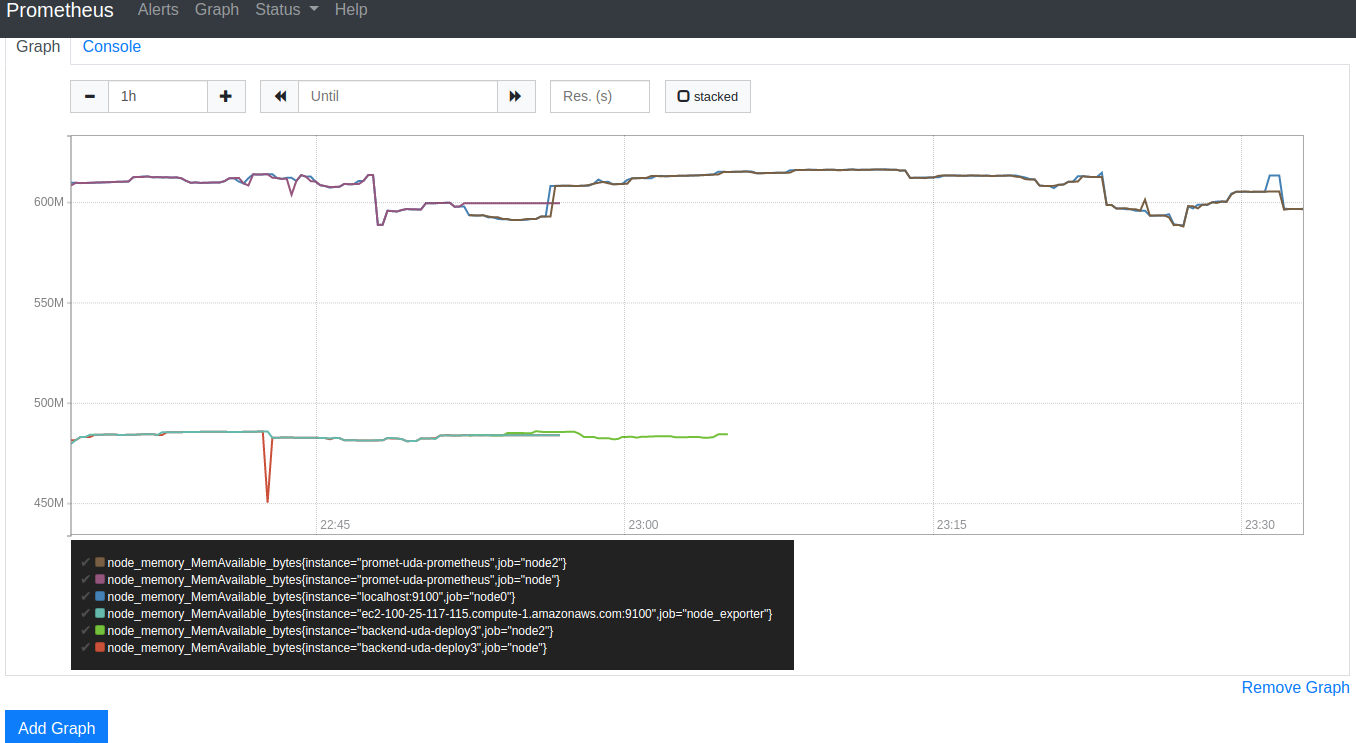 Prometheus Alerts Graph Status Help
Graph Console
1h Until Res. (s) stacked
600M
550M
500M
450M
22:45 23:00 23:15 23:30
node_memory_MemAvailable_bytes{instance="promet-uda-prometheus",job="node2"}
node_memory_MemAvailable_bytes{instance="promet-uda-prometheus",job="node"}
node_memory_MemAvailable_bytes{instance="localhost:9100",job="node0"}
node_memory_MemAvailable_bytes{instance="ec2-100-25-117-115.compute-1.amazonaws.com:9100",job="node_exporter"}
node_memory_MemAvailable_bytes{instance="backend-uda-deploy3",job="node2"}
node_memory_MemAvailable_bytes{instance="backend-uda-deploy3",job="node"}
Remove Graph
Add Graph